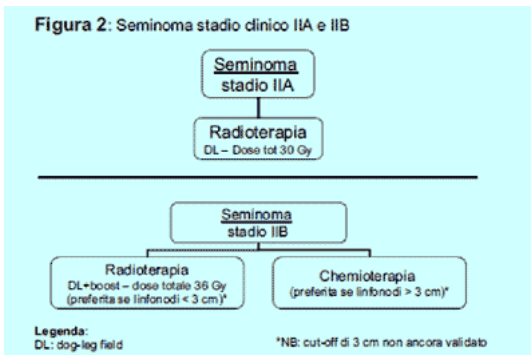 Figura 2: Seminoma stadio clinico IIA e IIB
Seminoma
stadio IIA
Radioterapia
DL – Dose tot 30 Gy
Seminoma
stadio IIB
Radioterapia
DL+boost – dose totale 36 Gy
(preferita se linfonodi < 3 cm)*
Chemioterapia
(preferita se linfonodi > 3 cm)*
Legenda:
DL: dog-leg field
*NB: cut-off di 3 cm non ancora validato